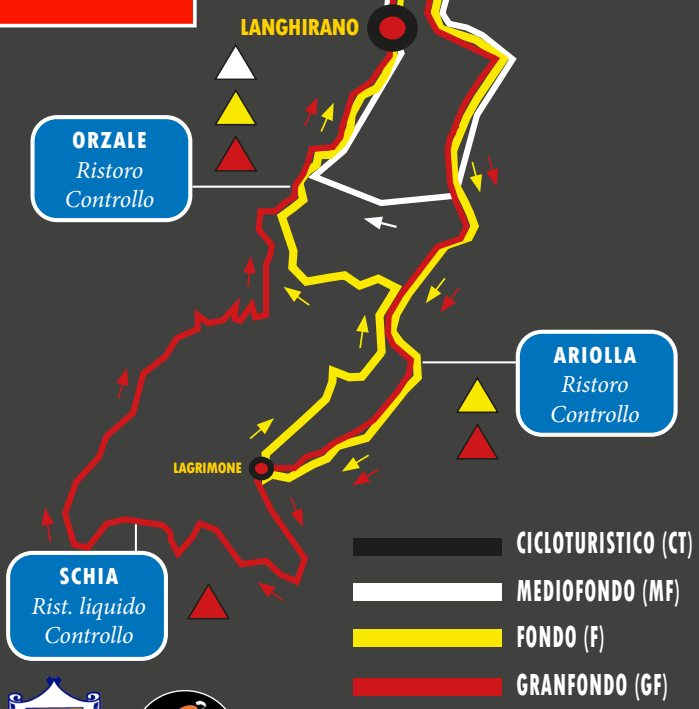 LANGHIRANO
ORZALE
Ristoro
Controllo
ARIOLLA
Ristoro
Controllo
LAGRIMONE
SCHIA
Rist. liquido
Controllo
CICLOTURISTICO (CT)
MEDIOFONDO (MF)
FONDO (F)
GRANFONDO (GF)